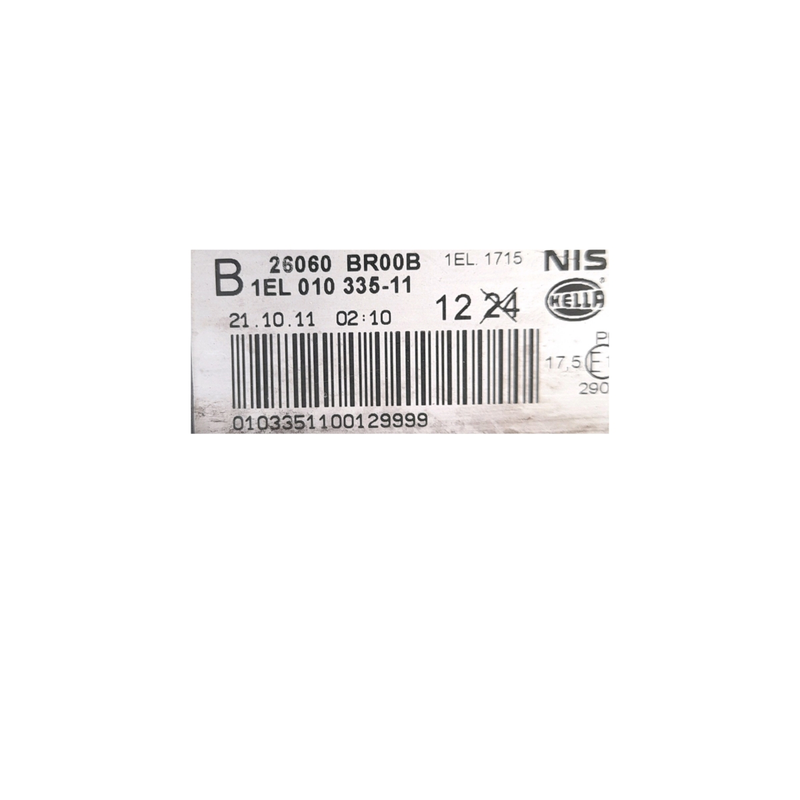 B 26060 BR00B 1EL. 1715 NIS
1EL 010 335-11 HELLA
21.10.11 02:10 12 24
17,5 E1
290
0103351100129999